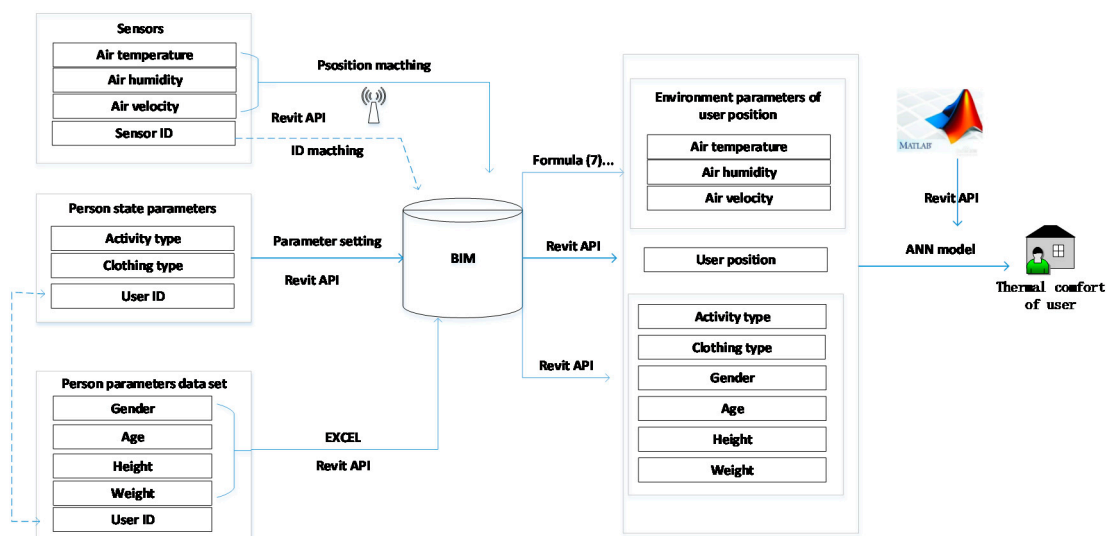 Sensors
Air temperature
Air humidity
Air velocity
Sensor ID
Psosition macthing
Revit API
ID macthing
Person state parameters
Activity type
Clothing type
User ID
Parameter setting
Revit API
Person parameters data set
Gender
Age
Height
Weight
User ID
EXCEL
Revit API
BIM
Formula (7)...
Revit API
Revit API
Environment parameters of
user position
Air temperature
Air humidity
Air velocity
User position
Activity type
Clothing type
Gender
Age
Height
Weight
MATLAB
Revit API
ANN model
Thermal comfort
of user